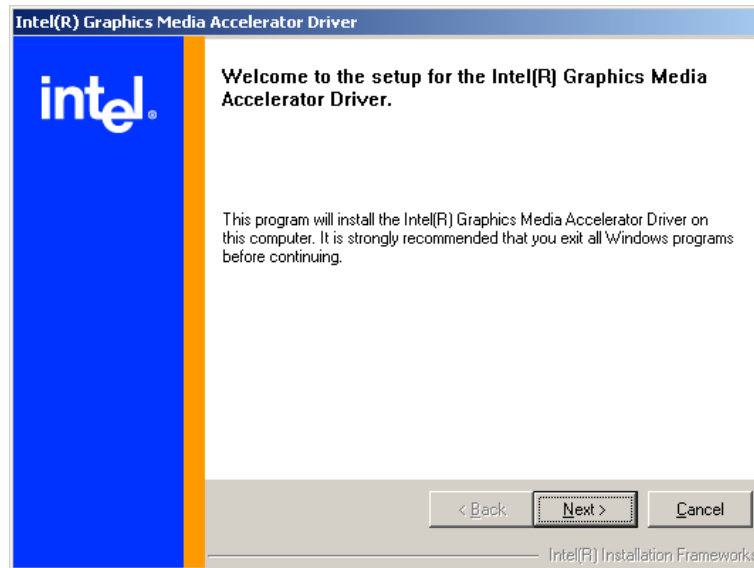 Intel(R) Graphics Media Accelerator Driver
intel®
Welcome to the setup for the Intel(R) Graphics Media
Accelerator Driver.
This program will install the Intel(R) Graphics Media Accelerator Driver on
this computer. It is strongly recommended that you exit all Windows programs
before continuing.
< Back
Next >
Cancel
Intel(R) Installation Frameworks